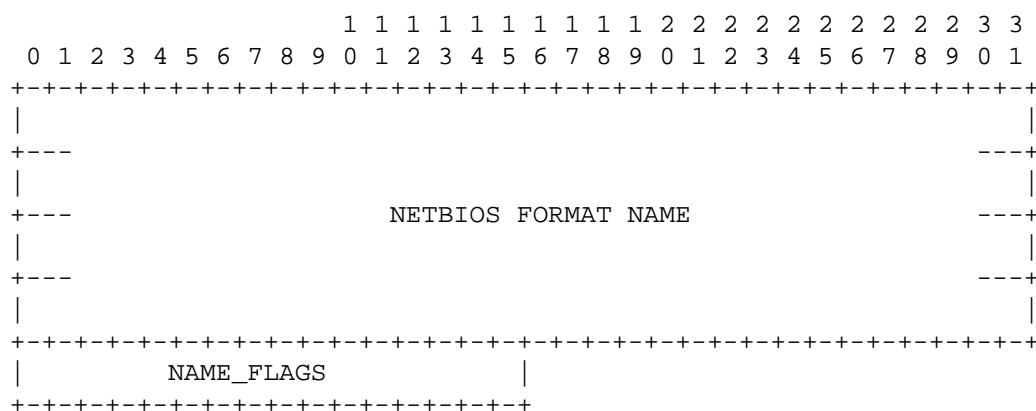 1 1 1 1 1 1 1 1 1 1 2 2 2 2 2 2 2 2 2 2 3 3
 0 1 2 3 4 5 6 7 8 9 0 1 2 3 4 5 6 7 8 9 0 1 2 3 4 5 6 7 8 9 0 1
+-+-+-+-+-+-+-+-+-+-+-+-+-+-+-+-+-+-+-+-+-+-+-+-+-+-+-+-+-+-+-+-+
|                                                               |
+---                                                         ---+
|                                                               |
+---                    NETBIOS FORMAT NAME                  ---+
|                                                               |
+---                                                         ---+
|                                                               |
+-+-+-+-+-+-+-+-+-+-+-+-+-+-+-+-+-+-+-+-+-+-+-+-+-+-+-+-+-+-+-+-+
|         NAME_FLAGS            |
+-+-+-+-+-+-+-+-+-+-+-+-+-+-+-+-+